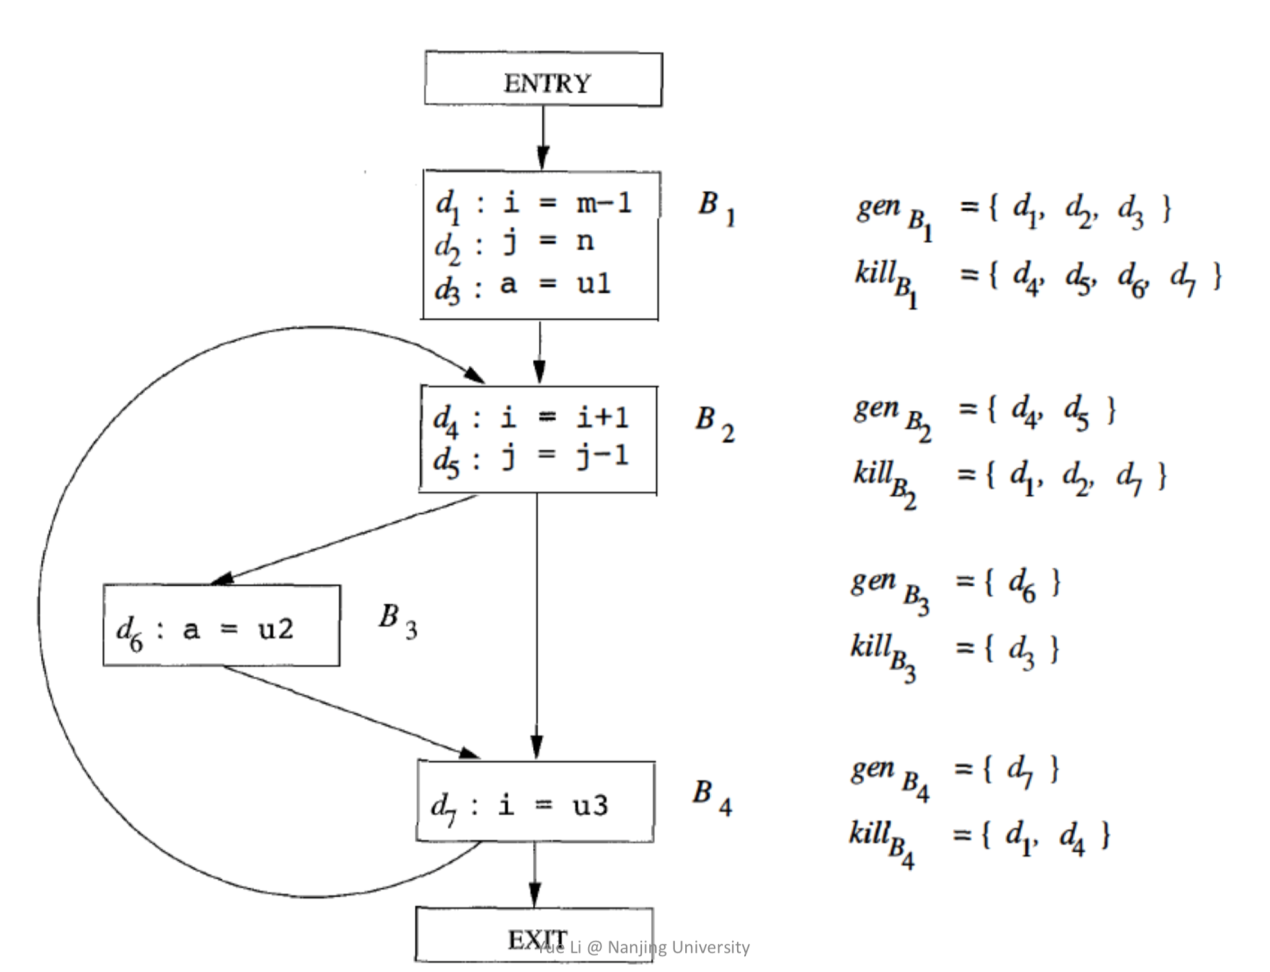 ENTRY
d1 : i = m-1
d2 : j = n
d3 : a = u1
B1
gen B1 = { d1, d2, d3 }
kill B1 = { d4, d5, d6, d7 }
d4 : i = i+1
d5 : j = j-1
B2
gen B2 = { d4, d5 }
kill B2 = { d1, d2, d7 }
d6 : a = u2
B3
gen B3 = { d6 }
kill B3 = { d3 }
d7 : i = u3
B4
gen B4 = { d7 }
kill B4 = { d1, d4 }
EXIT
Yue Li @ Nanjing University